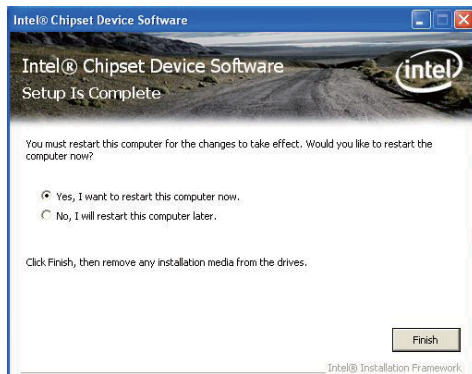 Intel® Chipset Device Software
Intel® Chipset Device Software
Setup Is Complete
intel
You must restart this computer for the changes to take effect. Would you like to restart the
computer now?
Yes, I want to restart this computer now.
No, I will restart this computer later.
Click Finish, then remove any installation media from the drives.
Finish
Intel® Installation Framework